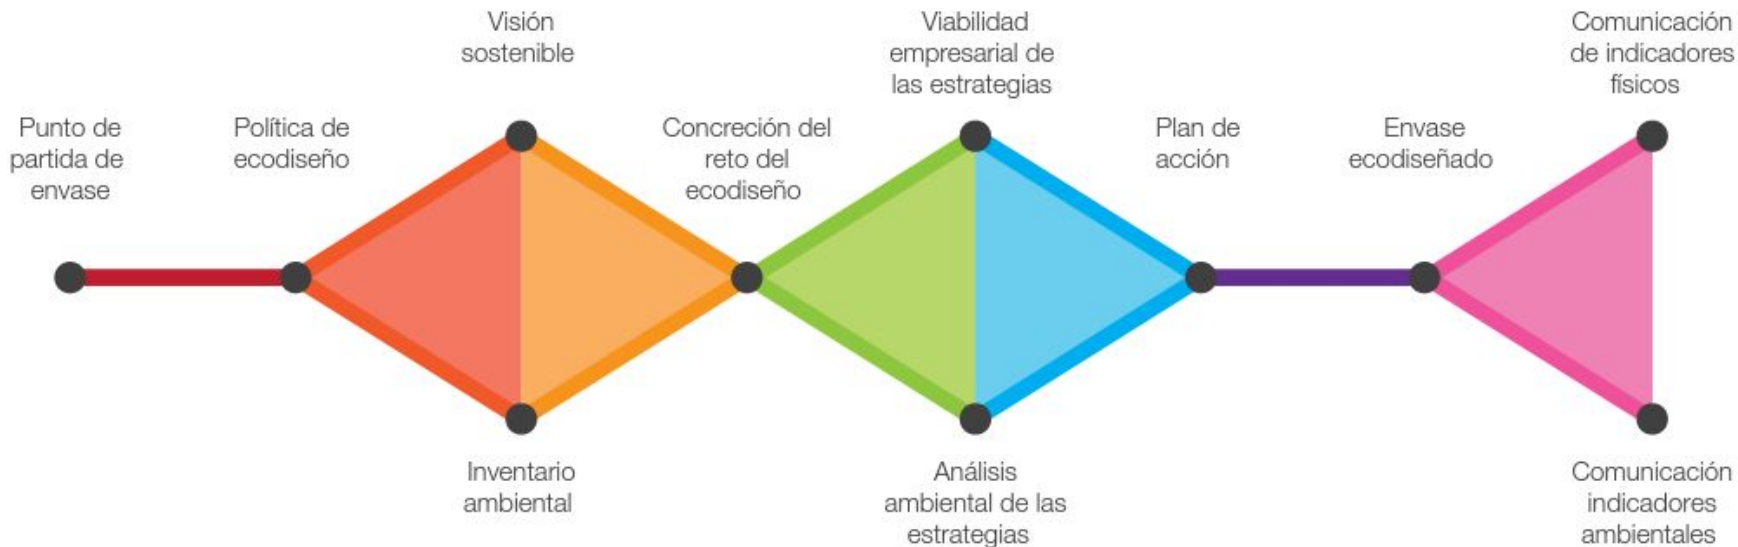 Punto de
partida de
envase
Política de
ecodiseño
Visión
sostenible
Inventario
ambiental
Concreción del
reto del
ecodiseño
Viabilidad
empresarial de
las estrategias
Análisis
ambiental de las
estrategias
Plan de
acción
Envase
ecodiseñado
Comunicación
de indicadores
físicos
Comunicación
indicadores
ambientales